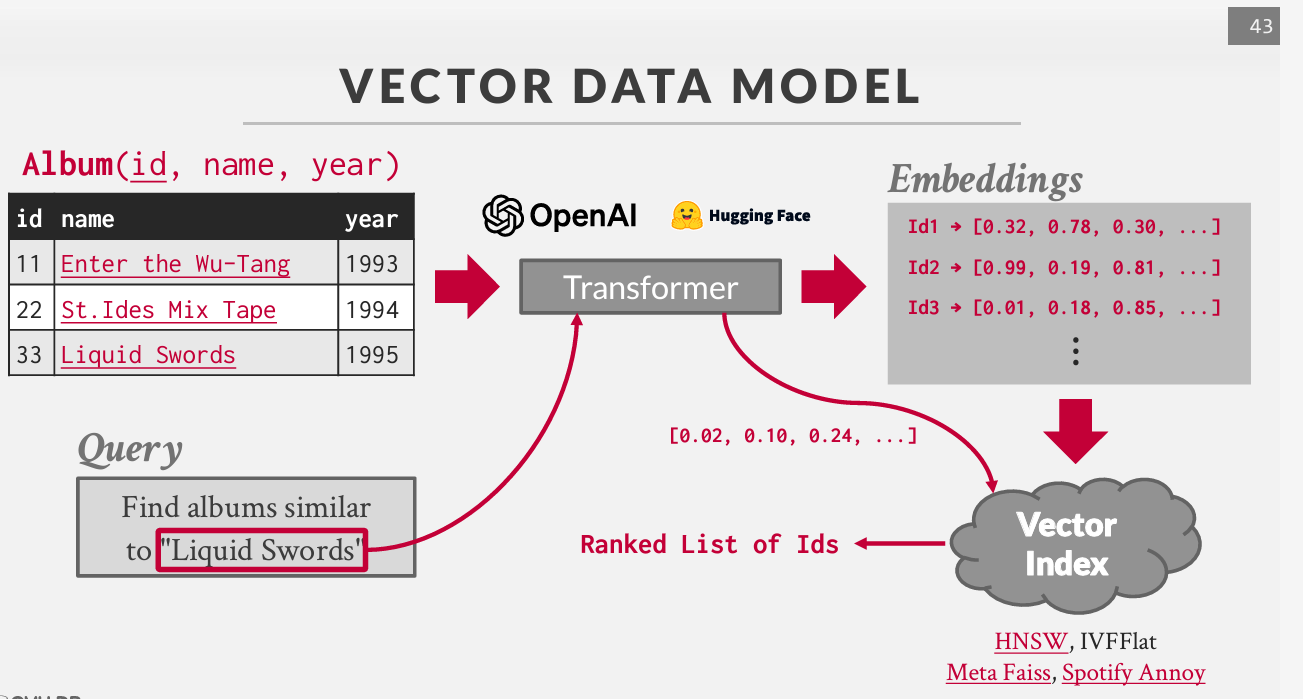 43
VECTOR DATA MODEL
Album(id, name, year)
id name year
11 Enter the Wu-Tang 1993
22 St.Ides Mix Tape 1994
33 Liquid Swords 1995
OpenAI
Hugging Face
Transformer
Embeddings
Id1 → [0.32, 0.78, 0.30, ...]
Id2 → [0.99, 0.19, 0.81, ...]
Id3 → [0.01, 0.18, 0.85, ...]
⋮
Query
Find albums similar
to "Liquid Swords"
[0.02, 0.10, 0.24, ...]
Ranked List of Ids
Vector
Index
HNSW, IVFFlat
Meta Faiss, Spotify Annoy